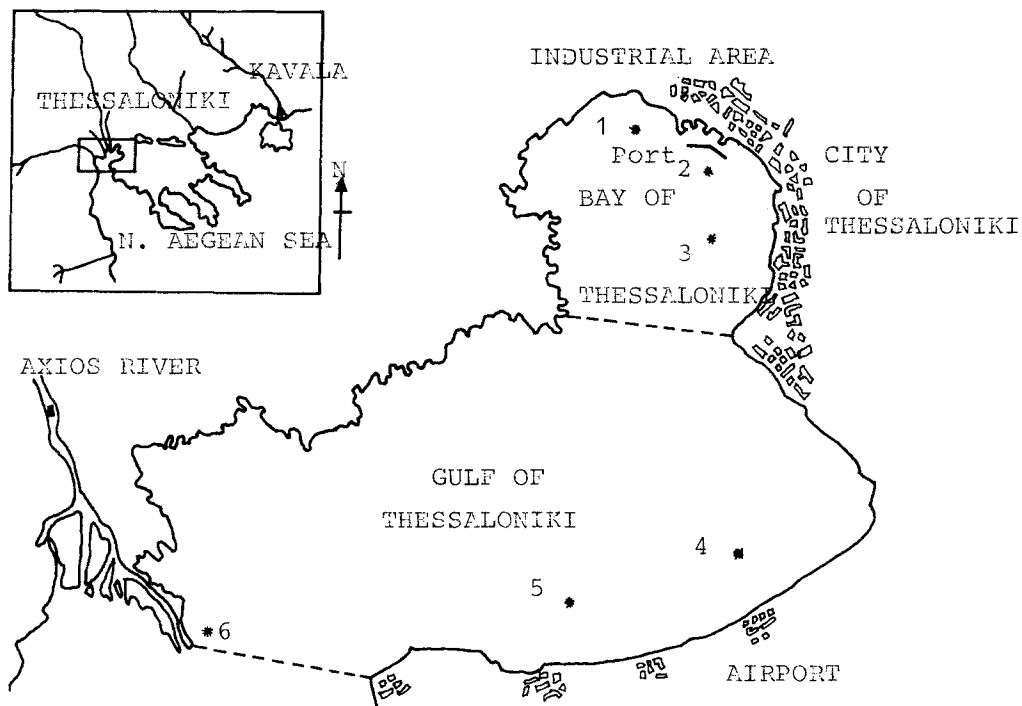 KAVALA
THESSALONIKI
N
N. AEGEAN SEA
INDUSTRIAL AREA
1
Port
2
CITY
OF
THESSALONIKI
BAY OF
3
THESSALONIKI
AXIOS RIVER
GULF OF
THESSALONIKI
4
5
6
AIRPORT